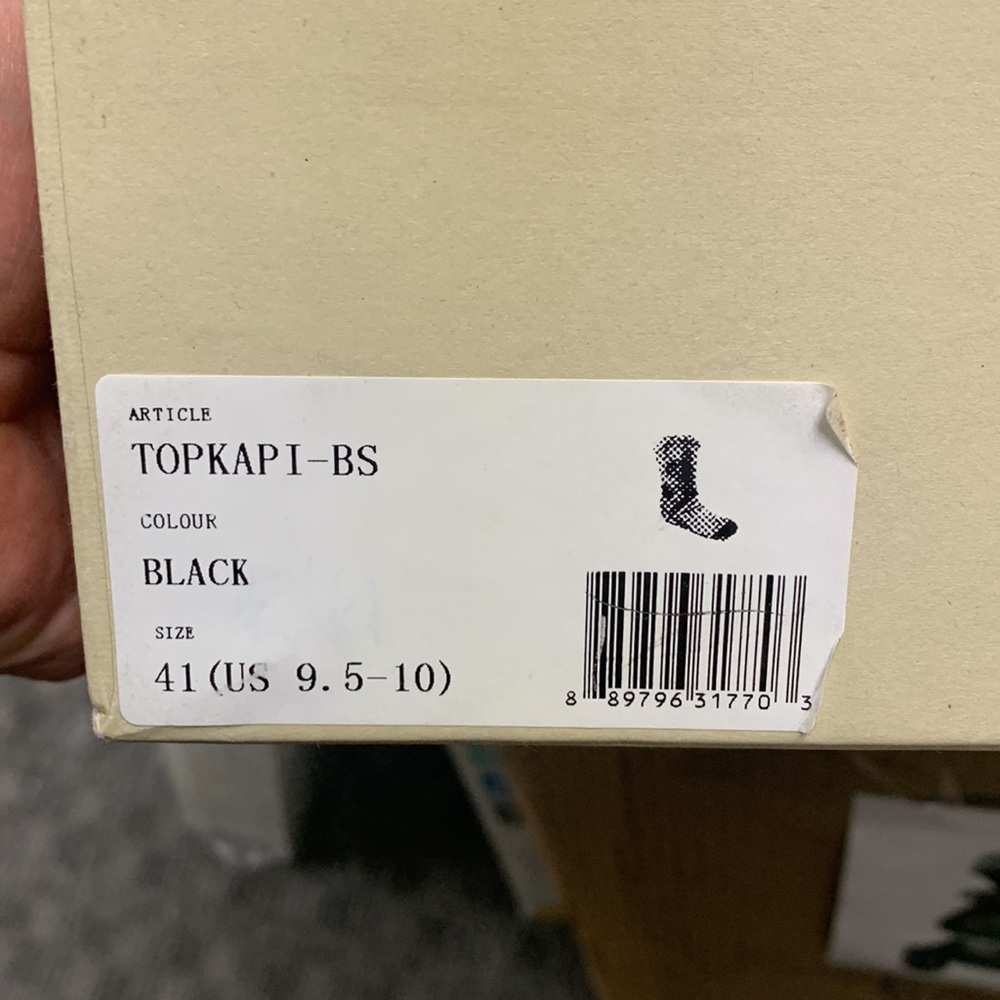 ARTICLE
TOPKAPI-BS
COLOUR
BLACK
SIZE
41(US 9.5-10)
8 89796 31770 3